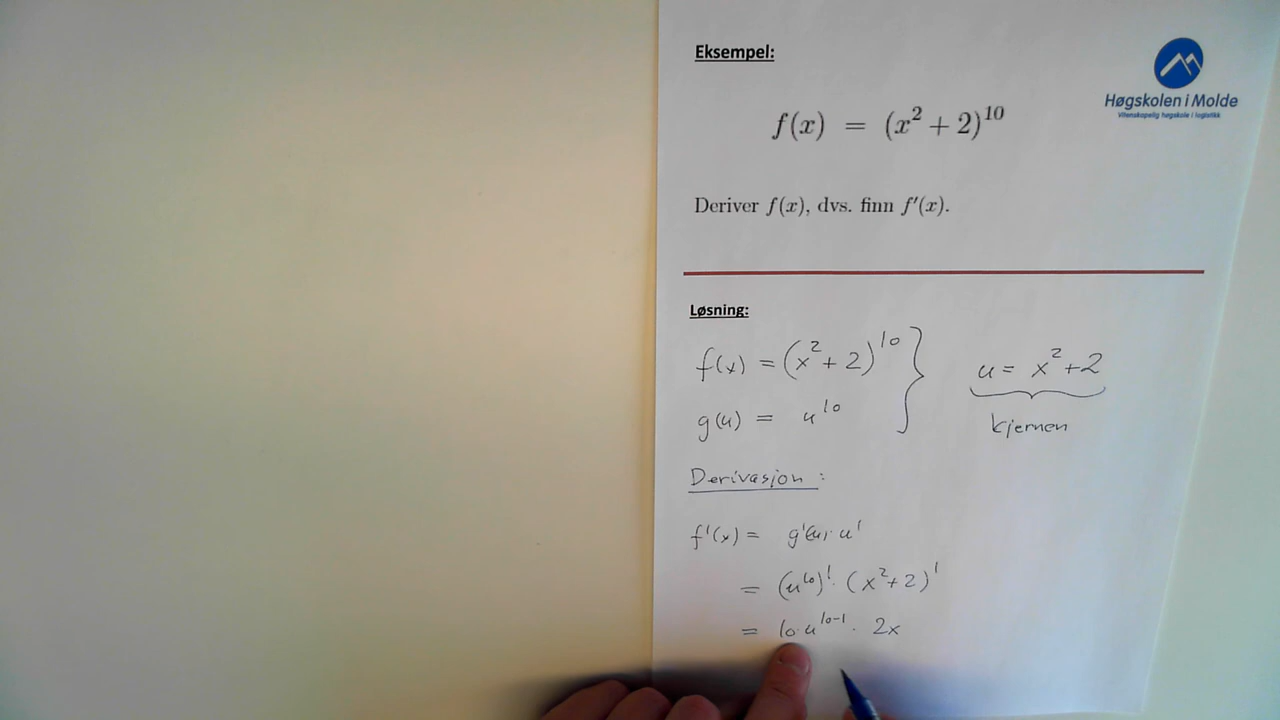 Eksempel:
Høgskolen i Molde
Vitenskapelig høgskole i logistikk
f(x) = (x² + 2)¹⁰
Deriver f(x), dvs. finn f′(x).
Løsning:
f(x) = (x² + 2)¹⁰ } u = x² + 2
g(u) = u¹⁰
kjernen
Derivasjon :
f'(x) = g'(u) · u'
= (u¹⁰)' · (x² + 2)'
= 10 · u¹⁰⁻¹ · 2x